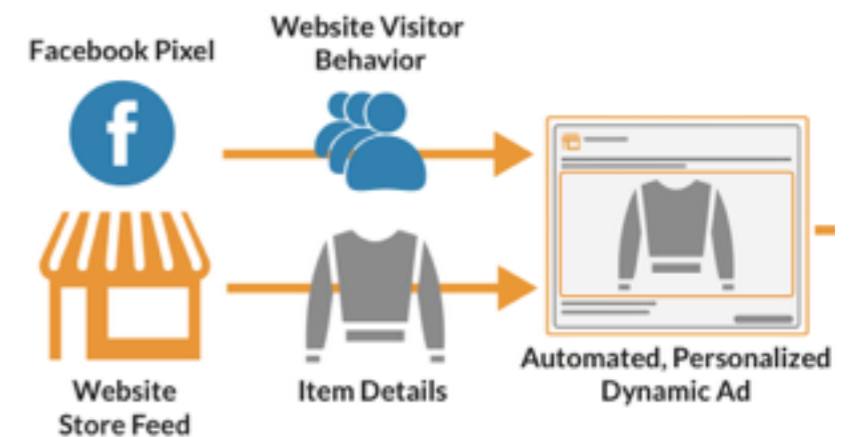 Facebook Pixel
Website Visitor
Behavior
f
Website
Store Feed
Item Details
Automated, Personalized
Dynamic Ad